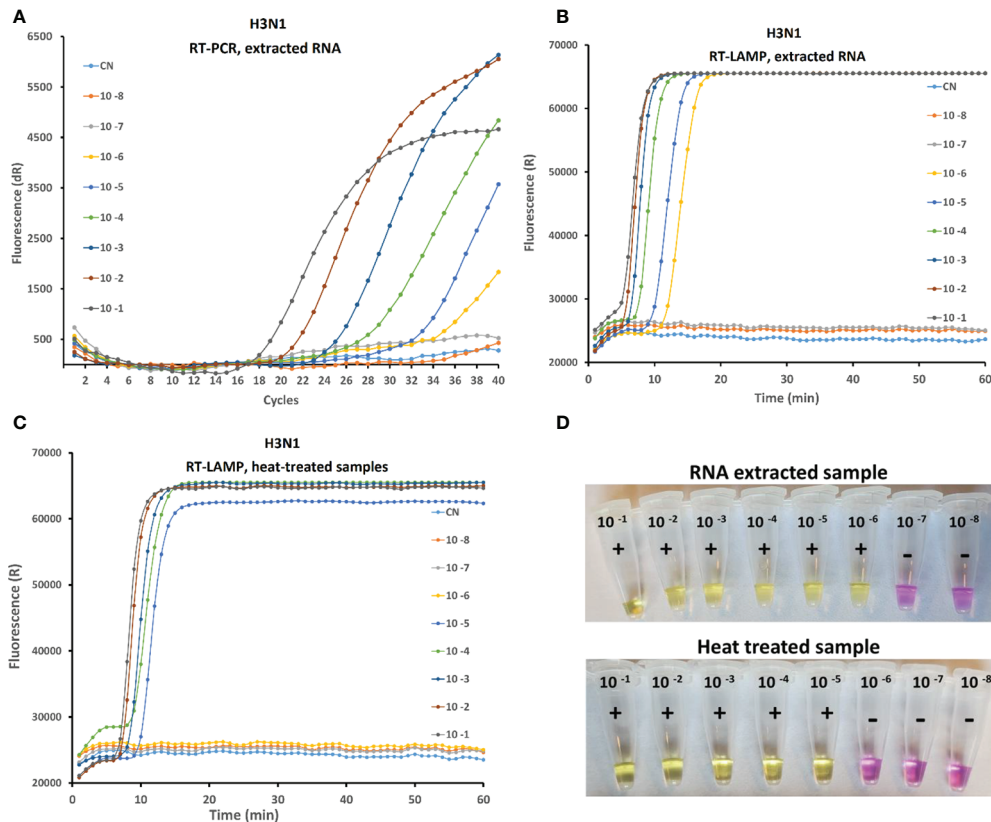 A
H3N1
RT-PCR, extracted RNA
Fluorescence (dR)
6500
5500
4500
3500
2500
1500
500
CN
10 -8
10 -7
10 -6
10 -5
10 -4
10 -3
10 -2
10 -1
2 4 6 8 10 12 14 16 18 20 22 24 26 28 30 32 34 36 38 40
Cycles
B
H3N1
RT-LAMP, extracted RNA
Fluorescence (R)
70000
60000
50000
40000
30000
20000
CN
10 -8
10 -7
10 -6
10 -5
10 -4
10 -3
10 -2
10 -1
0 10 20 30 40 50 60
Time (min)
C
H3N1
RT-LAMP, heat-treated samples
Fluorescence (R)
70000
60000
50000
40000
30000
20000
CN
10 -8
10 -7
10 -6
10 -5
10 -4
10 -3
10 -2
10 -1
0 10 20 30 40 50 60
Time (min)
D
RNA extracted sample
10 -1 10 -2 10 -3 10 -4 10 -5 10 -6 10 -7 10 -8
+ + + + + + - -
Heat treated sample
10 -1 10 -2 10 -3 10 -4 10 -5 10 -6 10 -7 10 -8
+ + + + + - - -